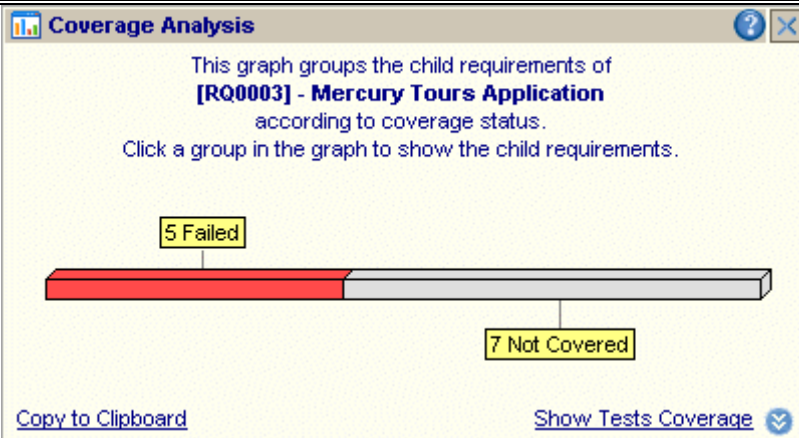 Coverage Analysis
This graph groups the child requirements of
[RQ0003] - Mercury Tours Application
according to coverage status.
Click a group in the graph to show the child requirements.
5 Failed
7 Not Covered
Copy to Clipboard
Show Tests Coverage